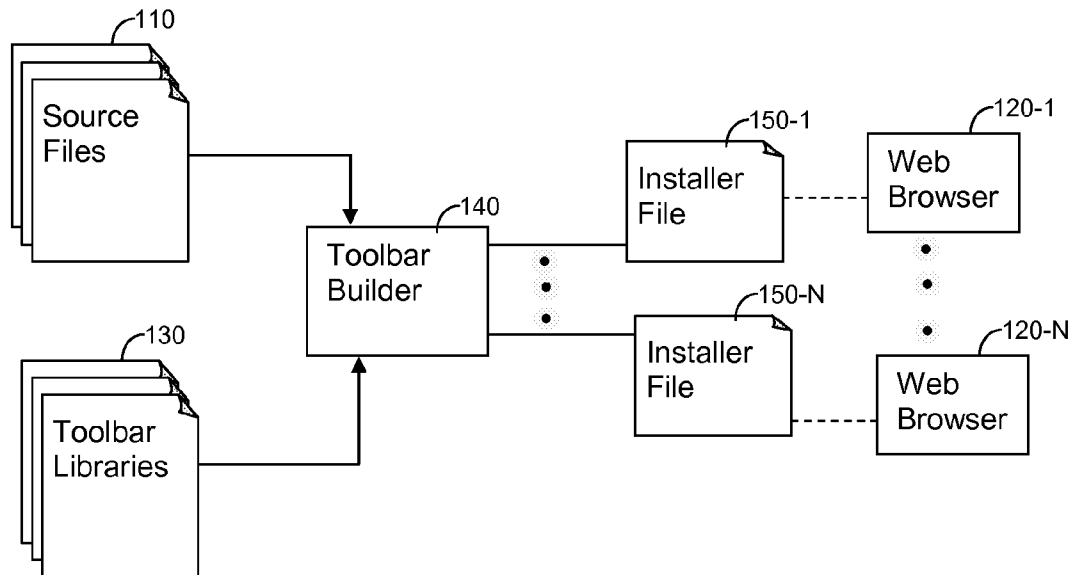 110
Source
Files
150-1
Installer
File
120-1
Web
Browser
140
Toolbar
Builder
150-N
Installer
File
120-N
Web
Browser
130
Toolbar
Libraries